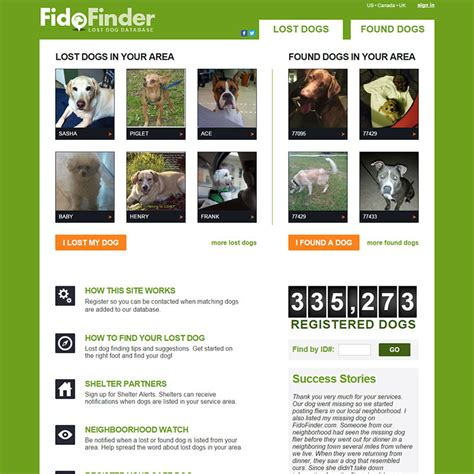 FidoFinder
LOST DOG DATABASE
US • Canada • UK
sign in
LOST DOGS
FOUND DOGS
LOST DOGS IN YOUR AREA
FOUND DOGS IN YOUR AREA
SASHA
PIGLET
ACE
77095
77429
BABY
HENRY
FRANK
77429
77433
I LOST MY DOG
more lost dogs
I FOUND A DOG
more found dogs
HOW THIS SITE WORKS
Register so you can be contacted when matching dogs
are added to our database.
HOW TO FIND YOUR LOST DOG
Lost dog finding tips and suggestions. Get started on
the right foot and find your dog!
SHELTER PARTNERS
Sign up for Shelter Alerts. Shelters can receive
notifications when dogs are listed in your service area.
NEIGHBOORHOOD WATCH
Be notified when a lost or found dog is listed from your
area. Help spread the word about lost dogs in your area.
335,273
REGISTERED DOGS
Find by ID#:
GO
Success Stories
Thank you very much for your services.
Our dog went missing so we started
posting fliers in our local neighborhood. I
also listed my missing dog on
FidoFinder.com. Someone from our
neighborhood had seen the missing dog
flier before they went out for dinner in a
neighboring town several miles away
from here. When they were returning from
dinner, they saw a dog that resembled
ours. Since they didn't take down